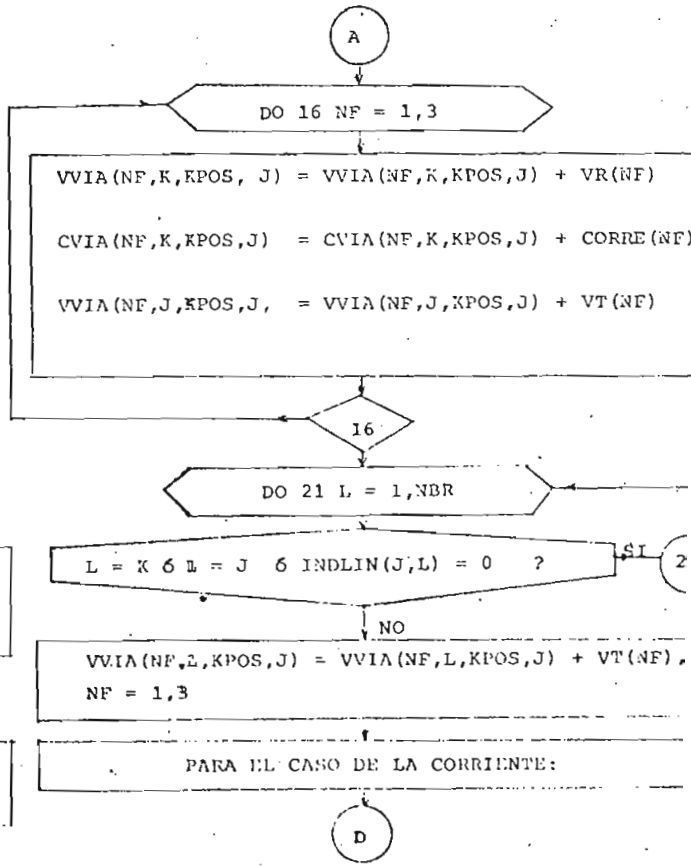 A
DO 16 NF = 1,3
VVIA(NF,K,KPOS, J) = VVIA(NF,K,KPOS,J) + VR(NF)
CVIA(NF,K,KPOS,J) = CVIA(NF,K,KPOS,J) + CORRE(NF)
VVIA(NF,J,KPOS,J, = VVIA(NF,J,KPOS,J) + VT(NF)
16
DO 21 L = 1,NBR
L = K ó L = J ó INDLIN(J,L) = 0 ?
SI
2
NO
VVIA(NF,L,KPOS,J) = VVIA(NF,L,KPOS,J) + VT(NF),
NF = 1,3
PARA EL CASO DE LA CORRIENTE:
D